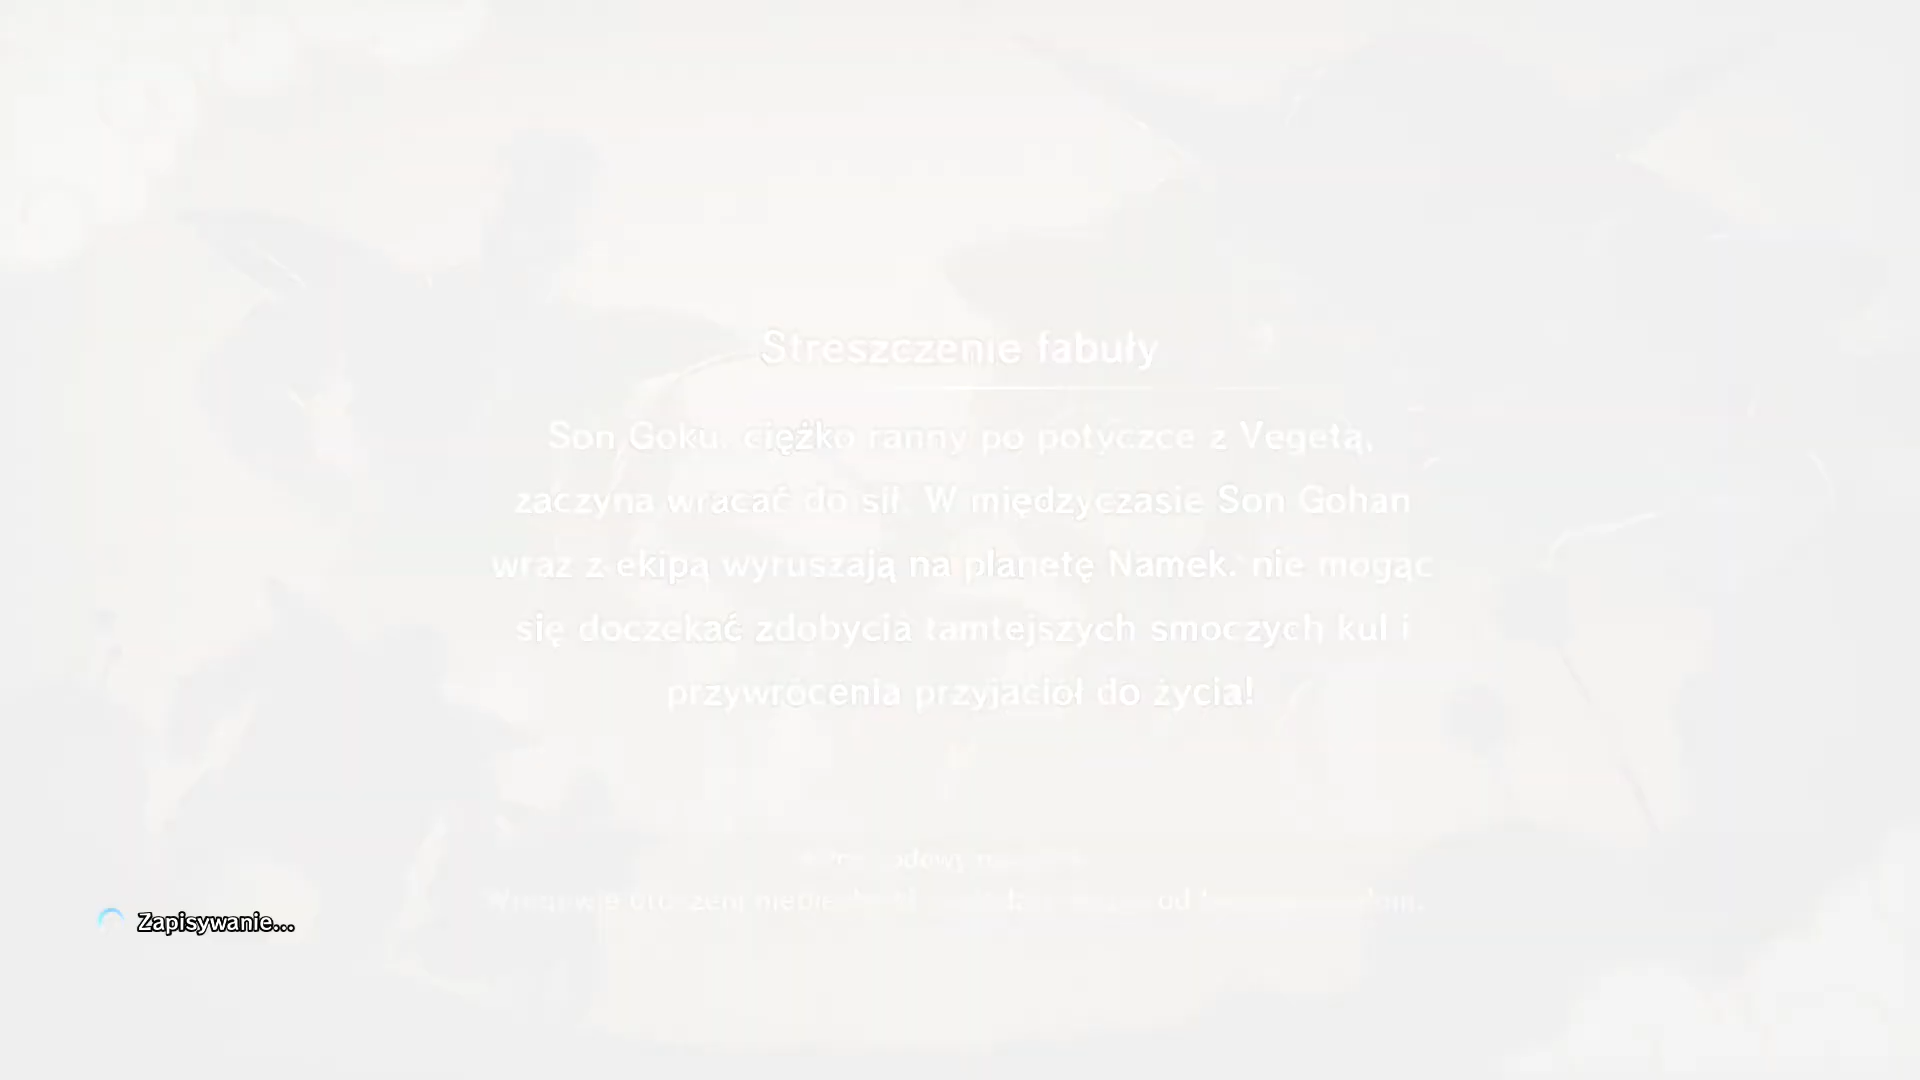 Streszczenie fabuły
Son Goku, ciężko ranny po potyczce z Vegetą,
zaczyna wracać do sił. W międzyczasie Son Gohan
wraz z ekipą wyruszają na planetę Namek, nie mogąc
się doczekać zdobycia tamtejszych smoczych kul i
przywrócenia przyjaciół do życia!
od
Zapisywanie...